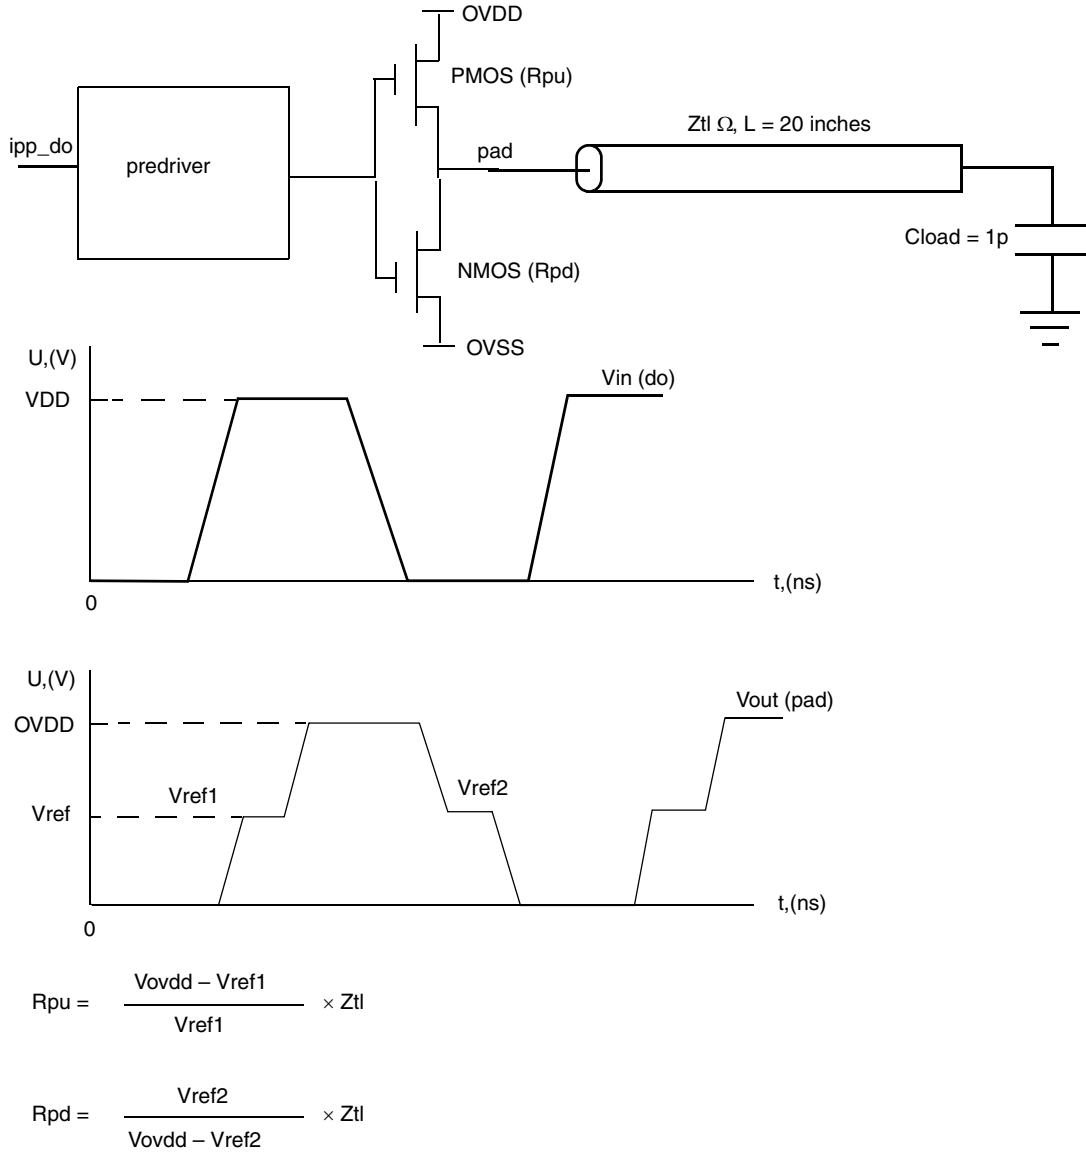 OVDD
PMOS (Rpu)
Ztl Ω, L = 20 inches
ipp_do
predriver
pad
Cload = 1p
NMOS (Rpd)
OVSS
U,(V)
Vin (do)
VDD
t,(ns)
0
U,(V)
Vout (pad)
OVDD
Vref1
Vref2
Vref
t,(ns)
0
Vovdd – Vref1
Rpu = × Ztl
Vref1
Vref2
Rpd = × Ztl
Vovdd – Vref2